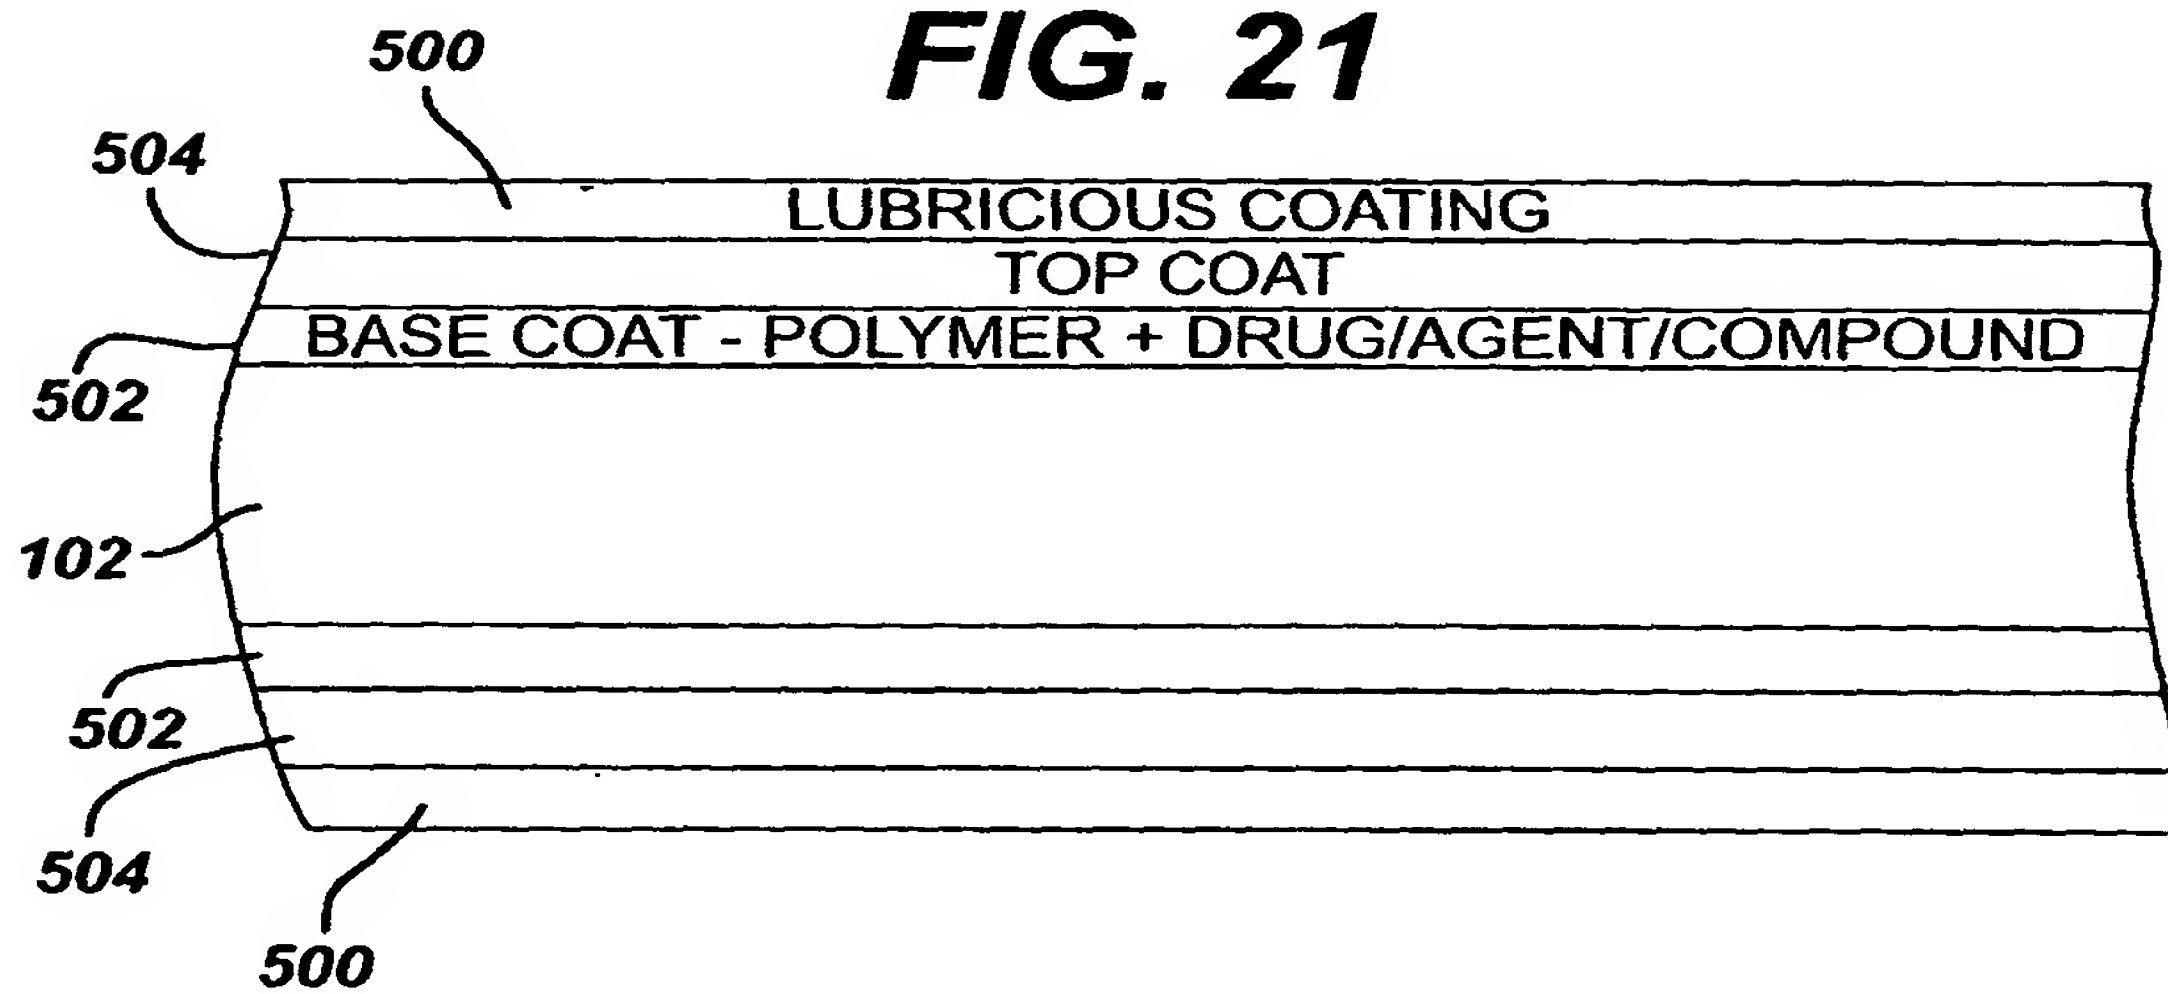 FIG. 21
500
504
LUBRICIOUS COATING
TOP COAT
BASE COAT - POLYMER + DRUG/AGENT/COMPOUND
502
102
502
504
500